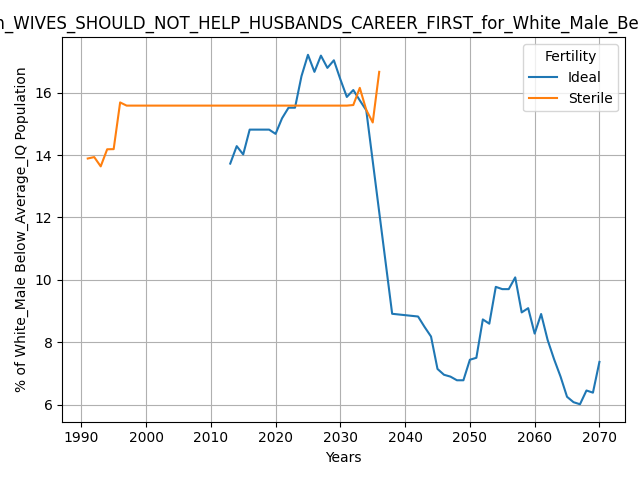 n_WIVES_SHOULD_NOT_HELP_HUSBANDS_CAREER_FIRST_for_White_Male_Be
Fertility
Ideal
Sterile
% of White_Male Below_Average_IQ Population
16
14
12
10
8
6
1990 2000 2010 2020 2030 2040 2050 2060 2070
Years